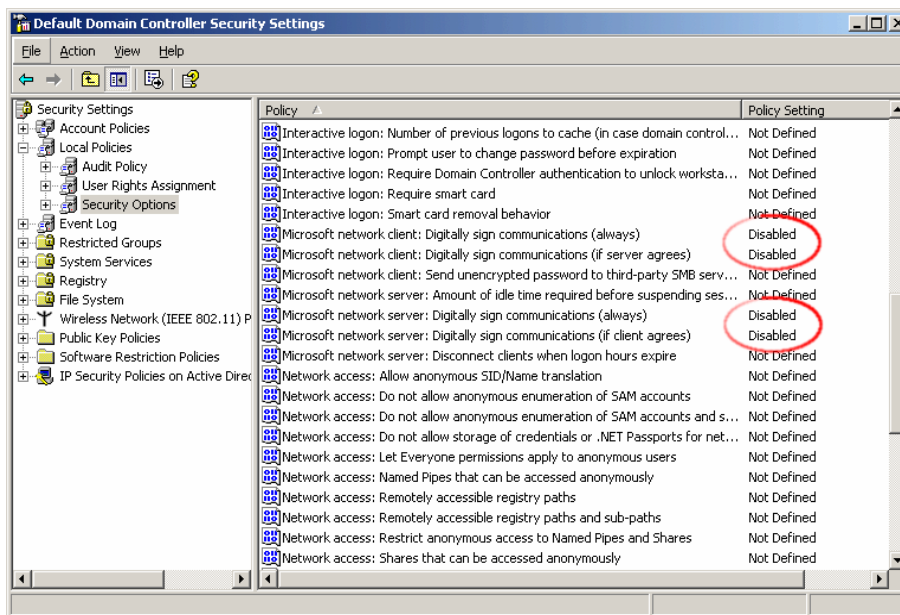 Default Domain Controller Security Settings
File Action View Help
Security Settings
Account Policies
Local Policies
Audit Policy
User Rights Assignment
Security Options
Event Log
Restricted Groups
System Services
Registry
File System
Wireless Network (IEEE 802.11) P
Public Key Policies
Software Restriction Policies
IP Security Policies on Active Direc
Policy Policy Setting
Interactive logon: Number of previous logons to cache (in case domain control... Not Defined
Interactive logon: Prompt user to change password before expiration Not Defined
Interactive logon: Require Domain Controller authentication to unlock worksta... Not Defined
Interactive logon: Require smart card Not Defined
Interactive logon: Smart card removal behavior Not Defined
Microsoft network client: Digitally sign communications (always) Disabled
Microsoft network client: Digitally sign communications (if server agrees) Disabled
Microsoft network client: Send unencrypted password to third-party SMB serv... Not Defined
Microsoft network server: Amount of idle time required before suspending ses... Not Defined
Microsoft network server: Digitally sign communications (always) Disabled
Microsoft network server: Digitally sign communications (if client agrees) Disabled
Microsoft network server: Disconnect clients when logon hours expire Not Defined
Network access: Allow anonymous SID/Name translation Not Defined
Network access: Do not allow anonymous enumeration of SAM accounts Not Defined
Network access: Do not allow anonymous enumeration of SAM accounts and s... Not Defined
Network access: Do not allow storage of credentials or .NET Passports for net... Not Defined
Network access: Let Everyone permissions apply to anonymous users Not Defined
Network access: Named Pipes that can be accessed anonymously Not Defined
Network access: Remotely accessible registry paths Not Defined
Network access: Remotely accessible registry paths and sub-paths Not Defined
Network access: Restrict anonymous access to Named Pipes and Shares Not Defined
Network access: Shares that can be accessed anonymously Not Defined